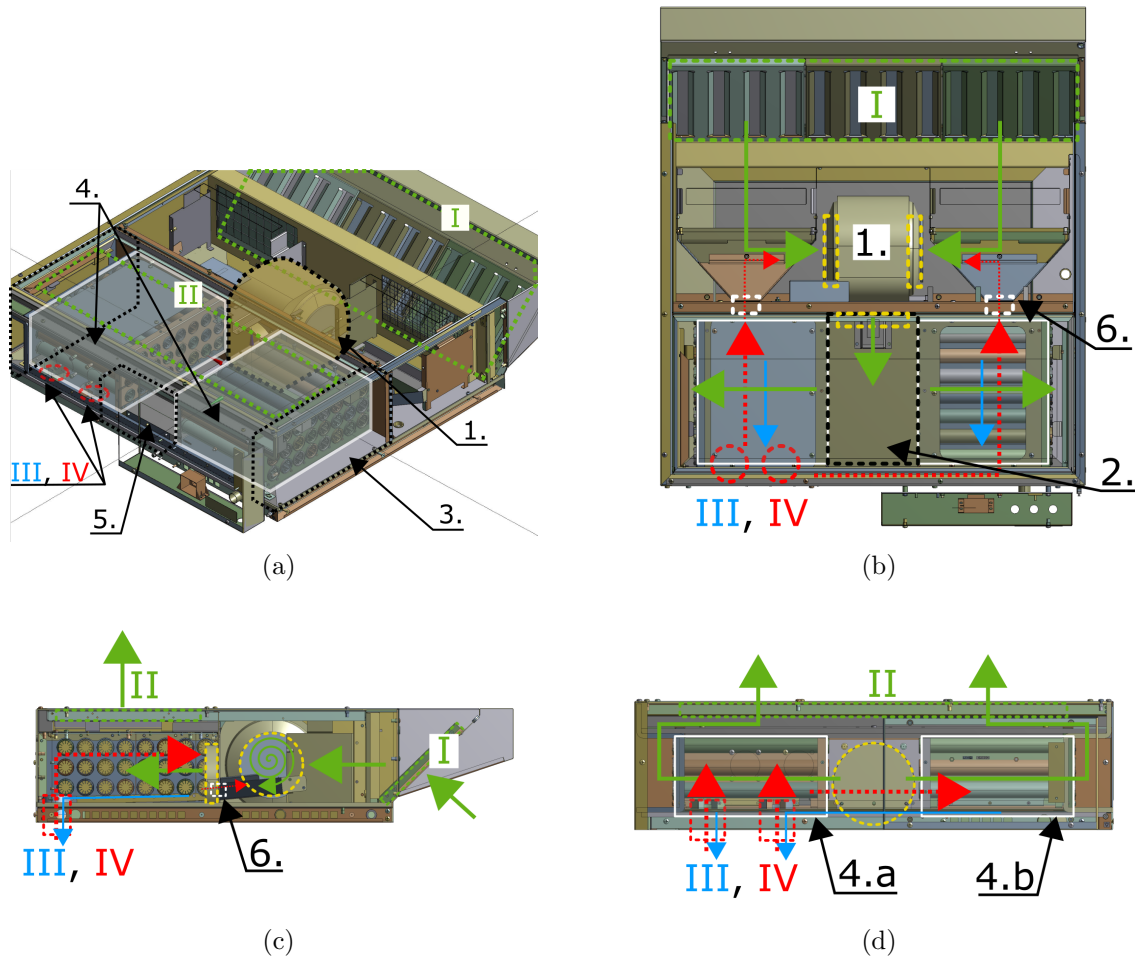 4.
I
II
III, IV
1.
5.
3.
(a)
I
1.
6.
2.
III, IV
(b)
II
I
III, IV
6.
(c)
II
III, IV
4.a
4.b
(d)